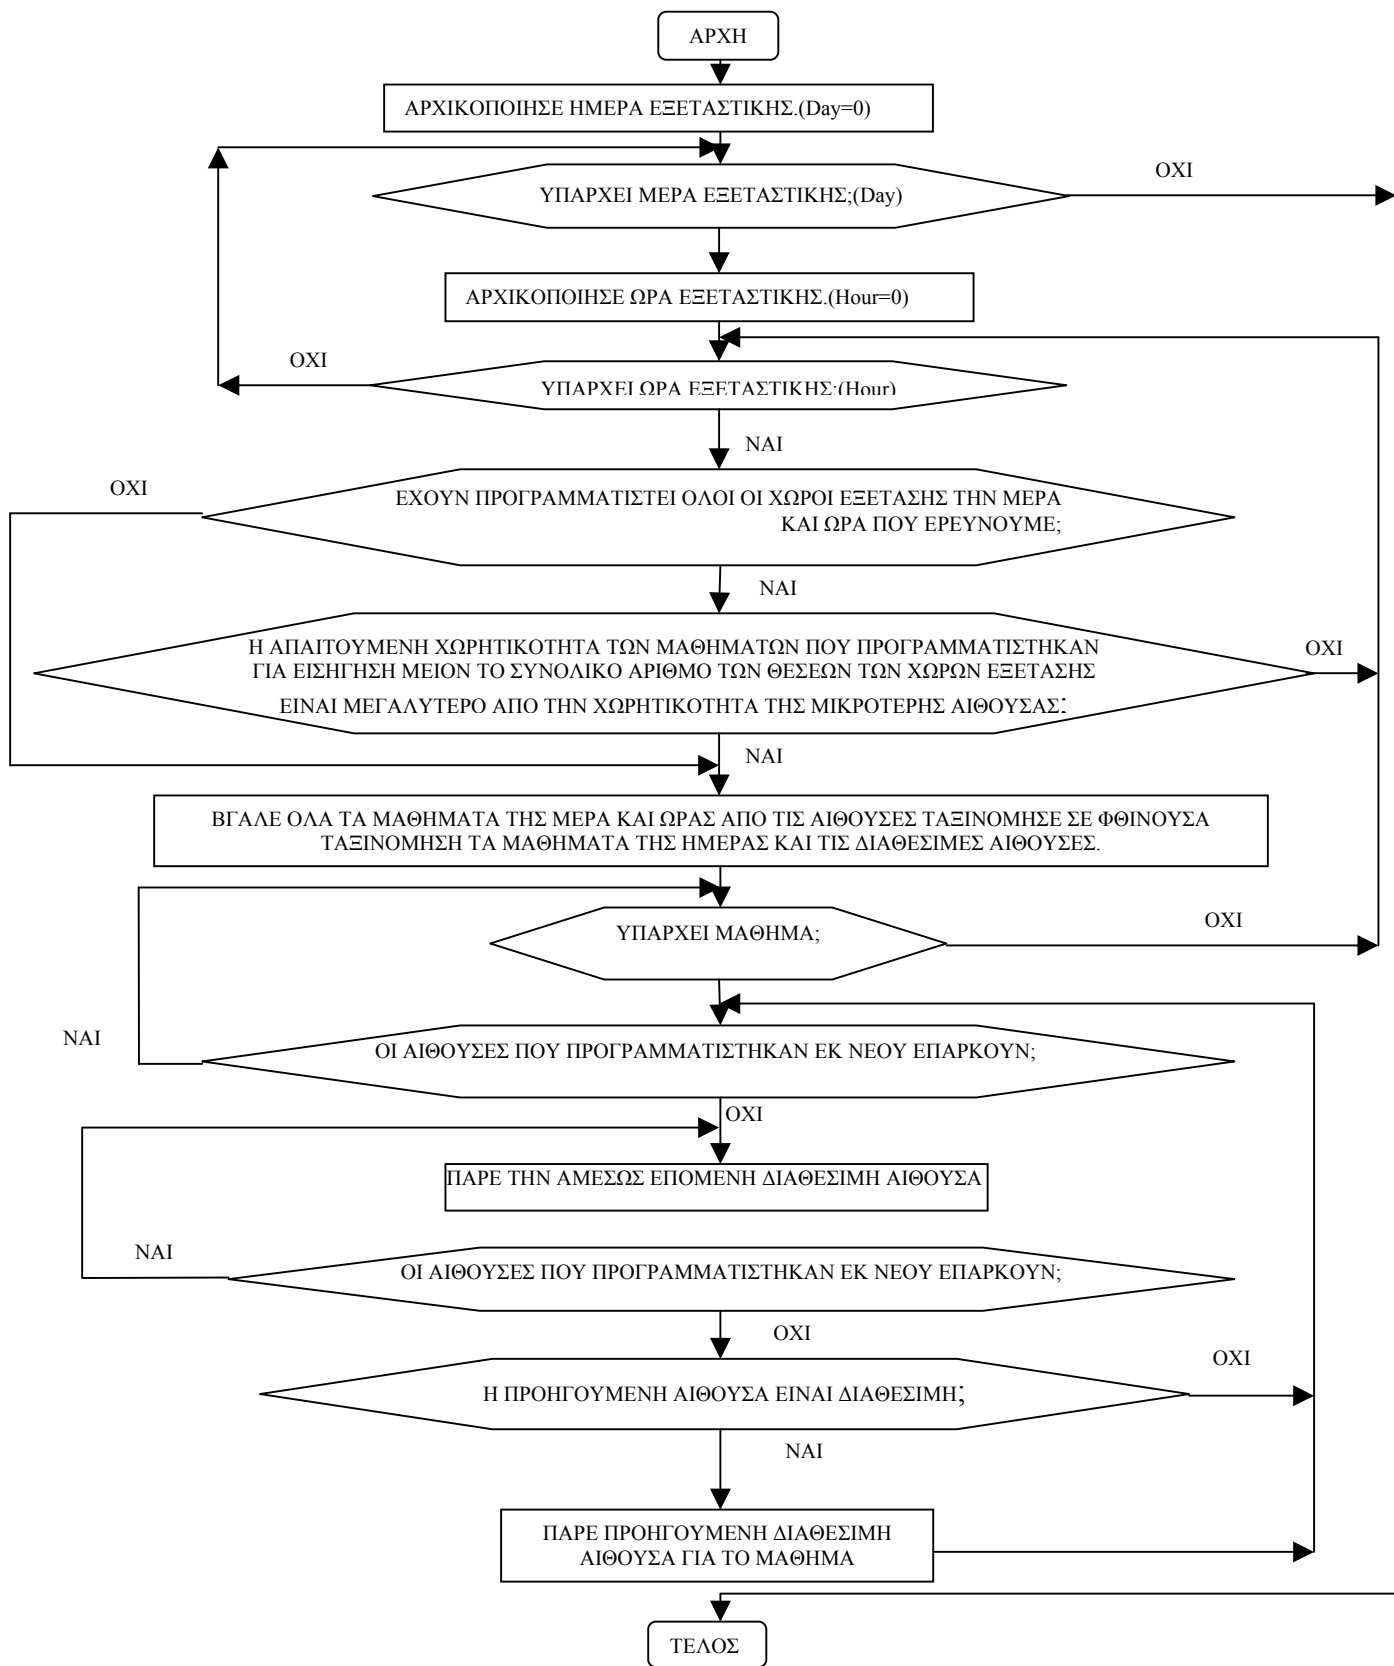 ΑΡΧΗ
ΑΡΧΙΚΟΠΟΙΗΣΕ ΗΜΕΡΑ ΕΞΕΤΑΣΤΙΚΗΣ.(Day=0)
ΟΧΙ
ΥΠΑΡΧΕΙ ΜΕΡΑ ΕΞΕΤΑΣΤΙΚΗΣ;(Day)
ΑΡΧΙΚΟΠΟΙΗΣΕ ΩΡΑ ΕΞΕΤΑΣΤΙΚΗΣ.(Hour=0)
ΟΧΙ
ΥΠΑΡΧΕΙ ΩΡΑ ΕΞΕΤΑΣΤΙΚΗΣ;(Hour)
ΝΑΙ
ΟΧΙ
ΕΧΟΥΝ ΠΡΟΓΡΑΜΜΑΤΙΣΤΕΙ ΟΛΟΙ ΟΙ ΧΩΡΟΙ ΕΞΕΤΑΣΗΣ ΤΗΝ ΜΕΡΑ
ΚΑΙ ΩΡΑ ΠΟΥ ΕΡΕΥΝΟΥΜΕ;
ΝΑΙ
Η ΑΠΑΙΤΟΥΜΕΝΗ ΧΩΡΗΤΙΚΟΤΗΤΑ ΤΩΝ ΜΑΘΗΜΑΤΩΝ ΠΟΥ ΠΡΟΓΡΑΜΜΑΤΙΣΤΗΚΑΝ
ΓΙΑ ΕΙΣΗΓΗΣΗ ΜΕΙΟΝ ΤΟ ΣΥΝΟΛΙΚΟ ΑΡΙΘΜΟ ΤΩΝ ΘΕΣΕΩΝ ΤΩΝ ΧΩΡΩΝ ΕΞΕΤΑΣΗΣ
ΕΙΝΑΙ ΜΕΓΑΛΥΤΕΡΟ ΑΠΟ ΤΗΝ ΧΩΡΗΤΙΚΟΤΗΤΑ ΤΗΣ ΜΙΚΡΟΤΕΡΗΣ ΑΙΘΟΥΣΑΣ;
ΟΧΙ
ΝΑΙ
ΒΓΑΛΕ ΟΛΑ ΤΑ ΜΑΘΗΜΑΤΑ ΤΗΣ ΜΕΡΑ ΚΑΙ ΩΡΑΣ ΑΠΟ ΤΙΣ ΑΙΘΟΥΣΕΣ ΤΑΞΙΝΟΜΗΣΕ ΣΕ ΦΘΙΝΟΥΣΑ
ΤΑΞΙΝΟΜΗΣΗ ΤΑ ΜΑΘΗΜΑΤΑ ΤΗΣ ΗΜΕΡΑΣ ΚΑΙ ΤΙΣ ΔΙΑΘΕΣΙΜΕΣ ΑΙΘΟΥΣΕΣ.
ΟΧΙ
ΥΠΑΡΧΕΙ ΜΑΘΗΜΑ;
ΝΑΙ
ΟΙ ΑΙΘΟΥΣΕΣ ΠΟΥ ΠΡΟΓΡΑΜΜΑΤΙΣΤΗΚΑΝ ΕΚ ΝΕΟΥ ΕΠΑΡΚΟΥΝ;
ΟΧΙ
ΠΑΡΕ ΤΗΝ ΑΜΕΣΩΣ ΕΠΟΜΕΝΗ ΔΙΑΘΕΣΙΜΗ ΑΙΘΟΥΣΑ
ΝΑΙ
ΟΙ ΑΙΘΟΥΣΕΣ ΠΟΥ ΠΡΟΓΡΑΜΜΑΤΙΣΤΗΚΑΝ ΕΚ ΝΕΟΥ ΕΠΑΡΚΟΥΝ;
ΟΧΙ
ΟΧΙ
Η ΠΡΟΗΓΟΥΜΕΝΗ ΑΙΘΟΥΣΑ ΕΙΝΑΙ ΔΙΑΘΕΣΙΜΗ;
ΝΑΙ
ΠΑΡΕ ΠΡΟΗΓΟΥΜΕΝΗ ΔΙΑΘΕΣΙΜΗ
ΑΙΘΟΥΣΑ ΓΙΑ ΤΟ ΜΑΘΗΜΑ
ΤΕΛΟΣ